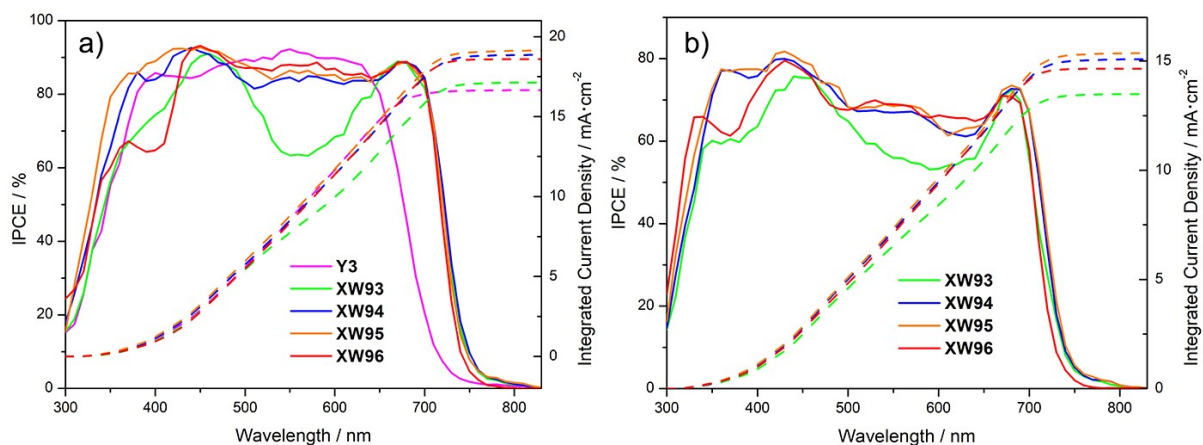 a)
100
80
60
40
20
0
IPCE / %
20
15
10
5
0
Integrated Current Density / mA·cm⁻²
Y3
XW93
XW94
XW95
XW96
300 400 500 600 700 800
Wavelength / nm
b)
80
60
40
20
0
IPCE / %
15
10
5
0
Integrated Current Density / mA·cm⁻²
XW93
XW94
XW95
XW96
300 400 500 600 700 800
Wavelength / nm